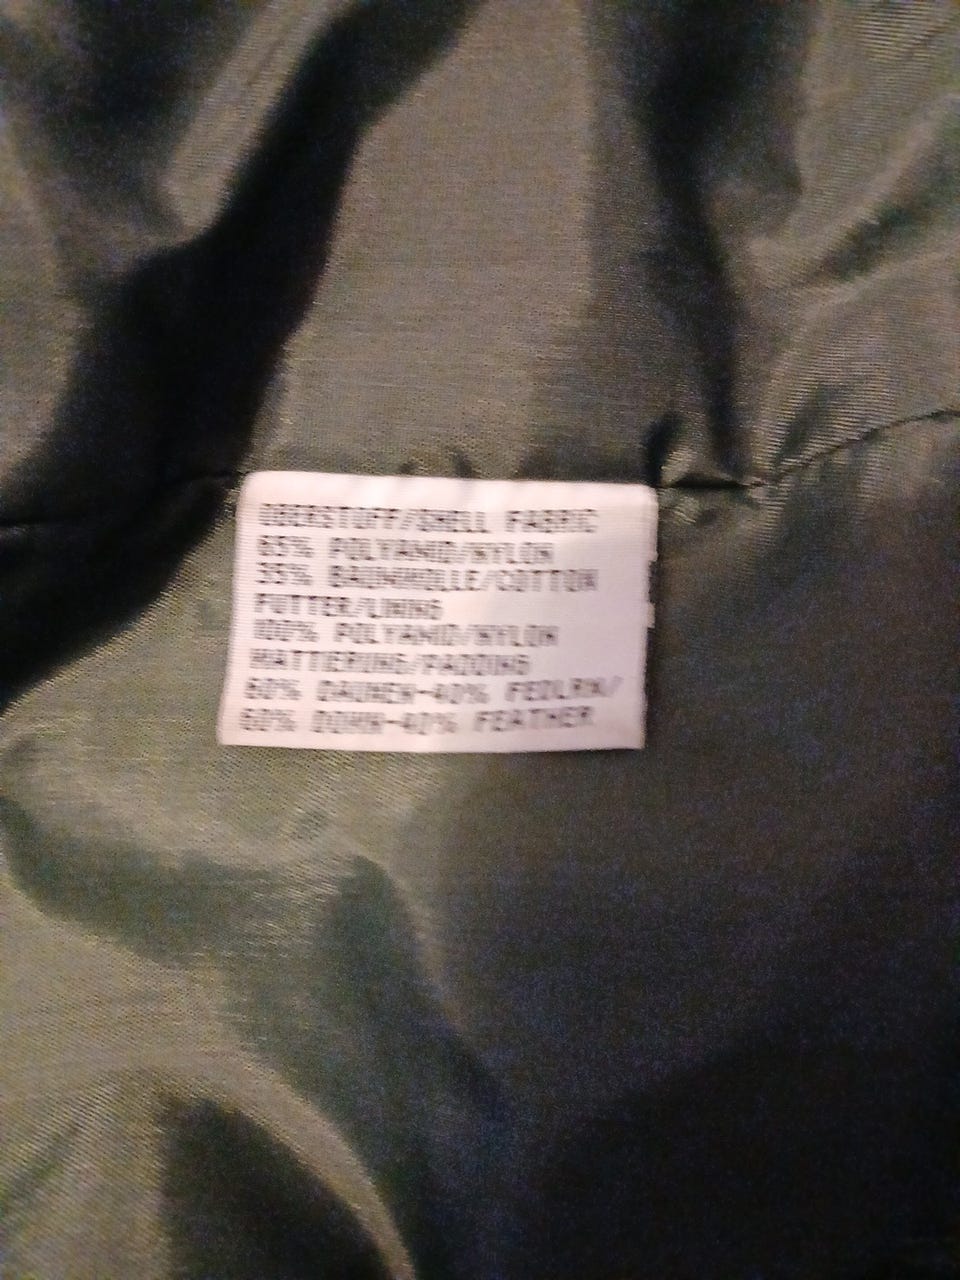 OBERSTOFF/SHELL FABRIC
65% POLYAMID/NYLON
35% BAUMWOLLE/COTTON
FUTTER/LINING
100% POLYAMID/NYLON
WATTIERUNG/PADDING
60% DAUNEN-40% FEDERN/
60% DOWN-40% FEATHER